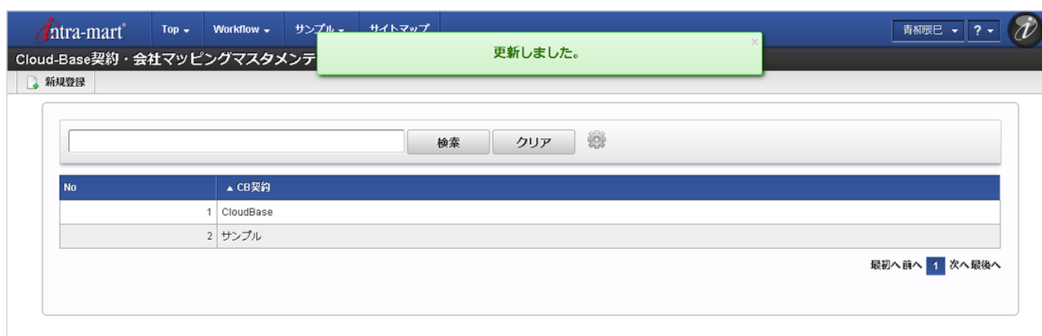 intra-mart Top Workflow サンプル サイトマップ 青柳辰巳 ?
更新しました。 ×
Cloud-Base契約・会社マッピングマスタメンテ
新規登録
検索 クリア
No ▲ CB契約
1 CloudBase
2 サンプル
最初へ 前へ 1 次へ 最後へ